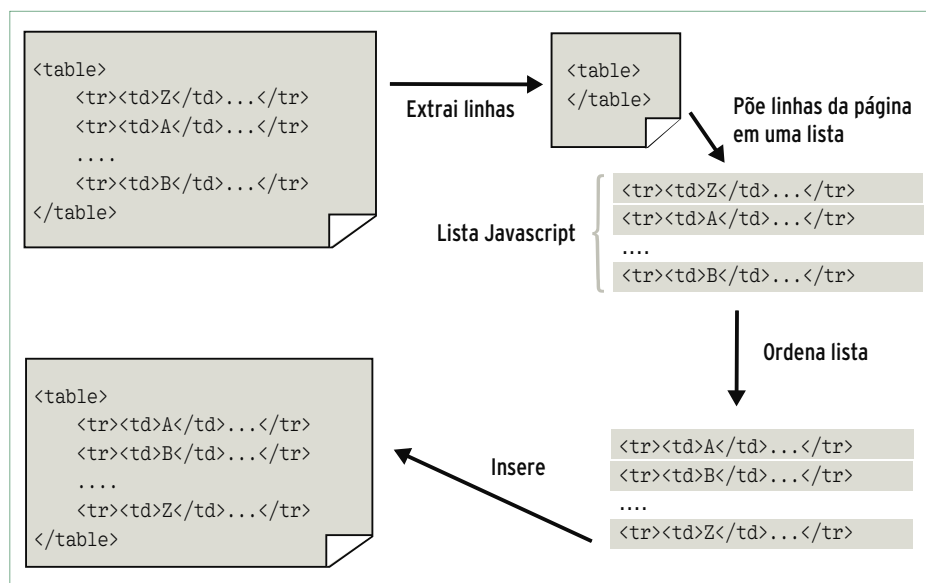 <table>
<tr><td>Z</td>...</tr>
<tr><td>A</td>...</tr>
....
<tr><td>B</td>...</tr>
</table>
Extrai linhas
<table>
</table>
Põe linhas da página
em uma lista
Lista Javascript
<tr><td>Z</td>...</tr>
<tr><td>A</td>...</tr>
....
<tr><td>B</td>...</tr>
Ordena lista
<tr><td>A</td>...</tr>
<tr><td>B</td>...</tr>
....
<tr><td>Z</td>...</tr>
Insere
<table>
<tr><td>A</td>...</tr>
<tr><td>B</td>...</tr>
....
<tr><td>Z</td>...</tr>
</table>